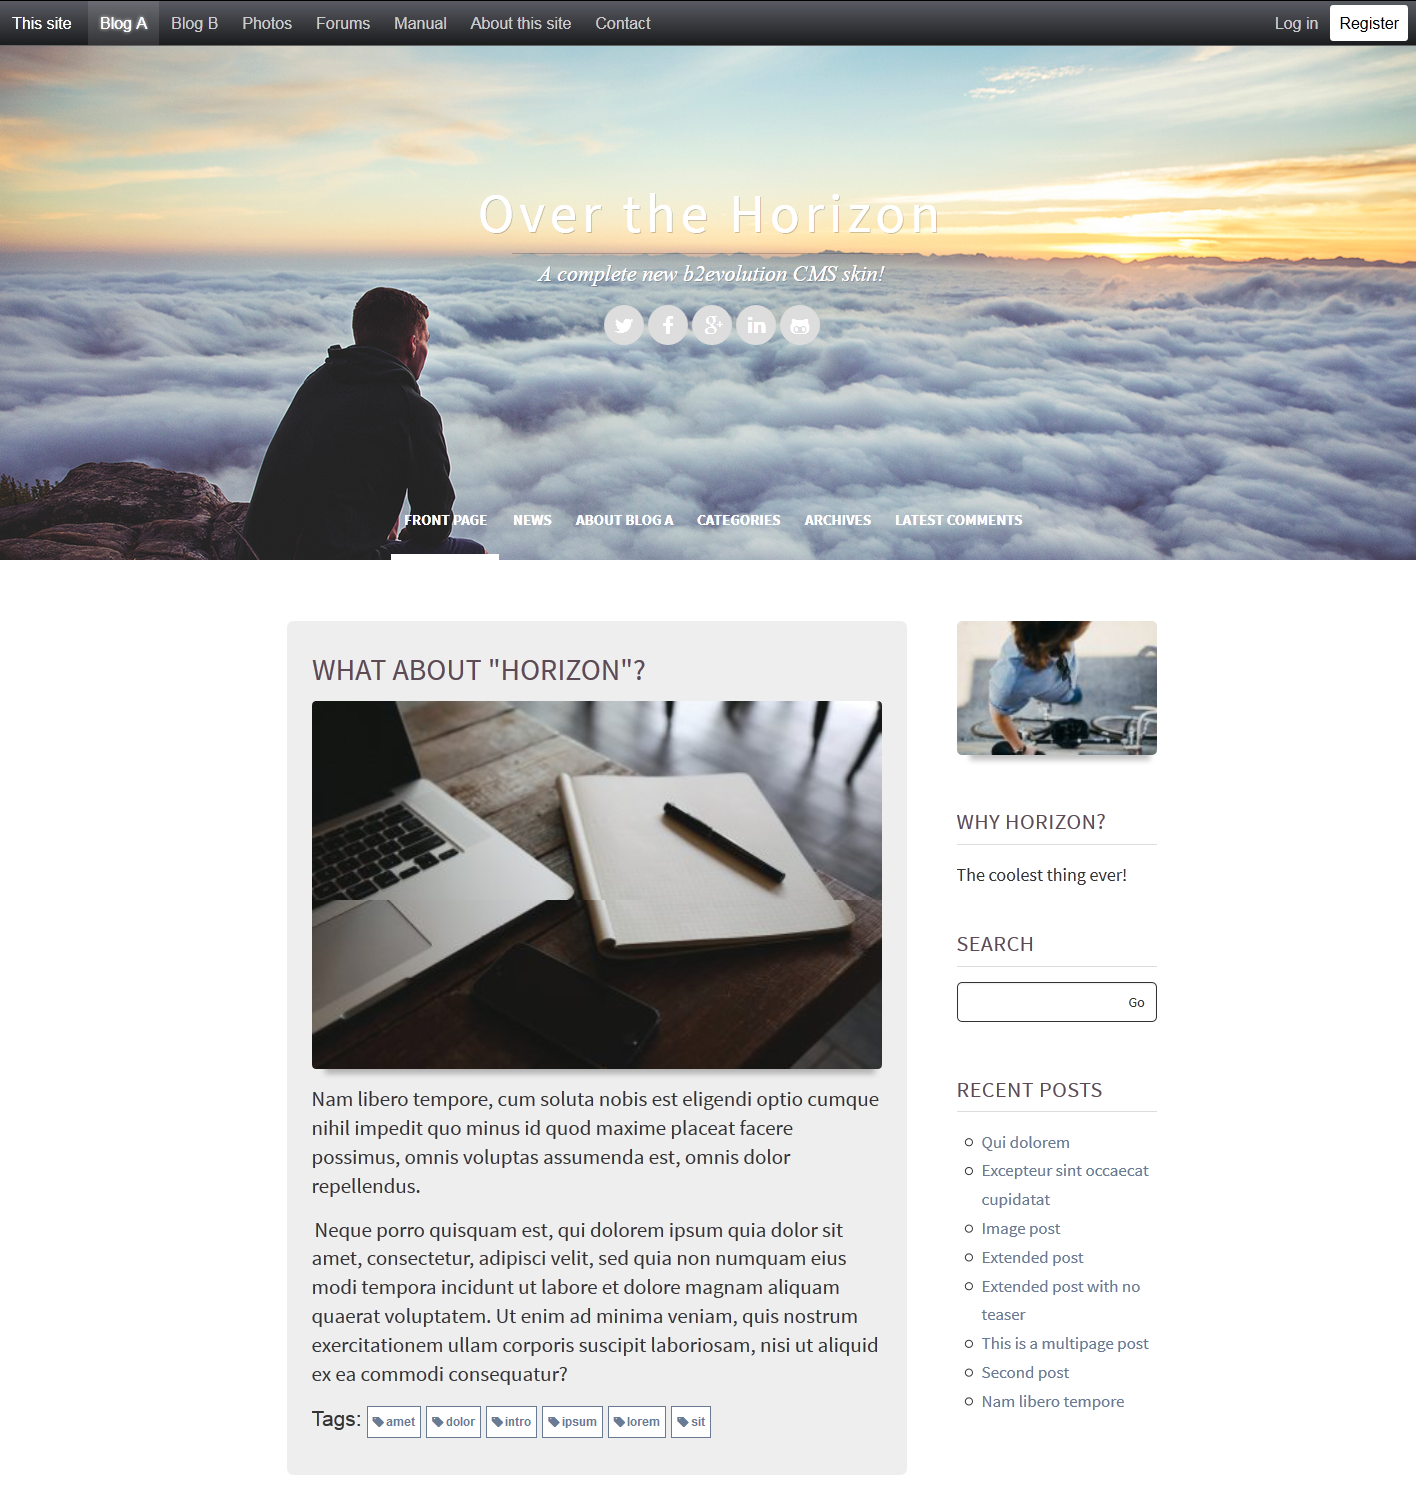 This site Blog A Blog B Photos Forums Manual About this site Contact Log in Register
Over the Horizon
A complete new b2evolution CMS skin!
FRONT PAGE NEWS ABOUT BLOG A CATEGORIES ARCHIVES LATEST COMMENTS
WHAT ABOUT "HORIZON"?
Nam libero tempore, cum soluta nobis est eligendi optio cumque
nihil impedit quo minus id quod maxime placeat facere
possimus, omnis voluptas assumenda est, omnis dolor
repellendus.
Neque porro quisquam est, qui dolorem ipsum quia dolor sit
amet, consectetur, adipisci velit, sed quia non numquam eius
modi tempora incidunt ut labore et dolore magnam aliquam
quaerat voluptatem. Ut enim ad minima veniam, quis nostrum
exercitationem ullam corporis suscipit laboriosam, nisi ut aliquid
ex ea commodi consequatur?
Tags: amet dolor intro ipsum lorem sit
WHY HORIZON?
The coolest thing ever!
SEARCH
Go
RECENT POSTS
Qui dolorem
Excepteur sint occaecat
cupidatat
Image post
Extended post
Extended post with no
teaser
This is a multipage post
Second post
Nam libero tempore